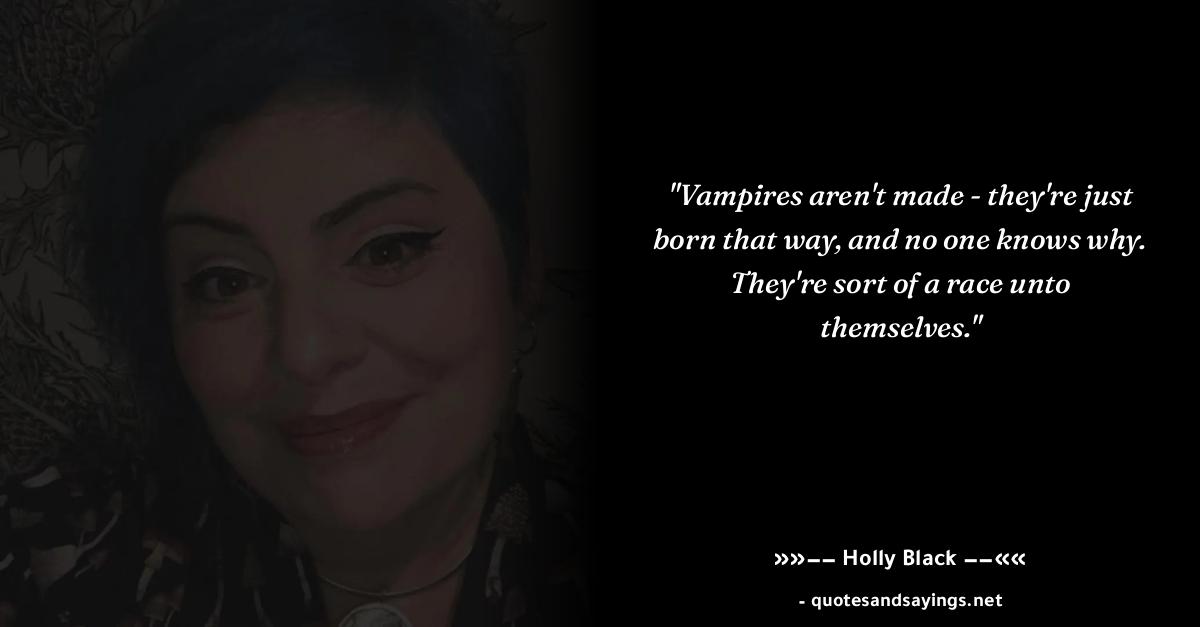 "Vampires aren't made - they're just
born that way, and no one knows why.
They're sort of a race unto
themselves."
»»–– Holly Black ––««
- quotesandsayings.net